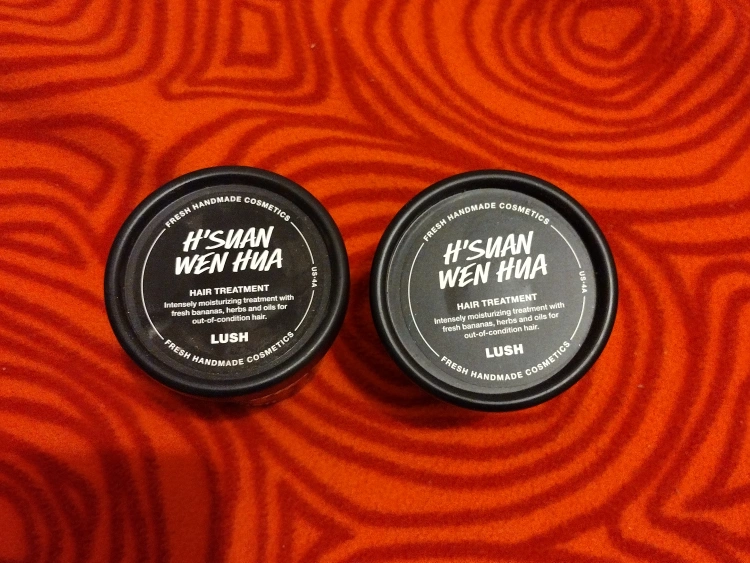 FRESH HANDMADE COSMETICS
H'SUAN
WEN HUA
HAIR TREATMENT
Intensely moisturizing treatment with
fresh bananas, herbs and oils for
out-of-condition hair.
LUSH
US-4A
FRESH HANDMADE COSMETICS
FRESH HANDMADE COSMETICS
H'SUAN
WEN HUA
HAIR TREATMENT
Intensely moisturizing treatment with
fresh bananas, herbs and oils for
out-of-condition hair.
LUSH
US-4A
FRESH HANDMADE COSMETICS